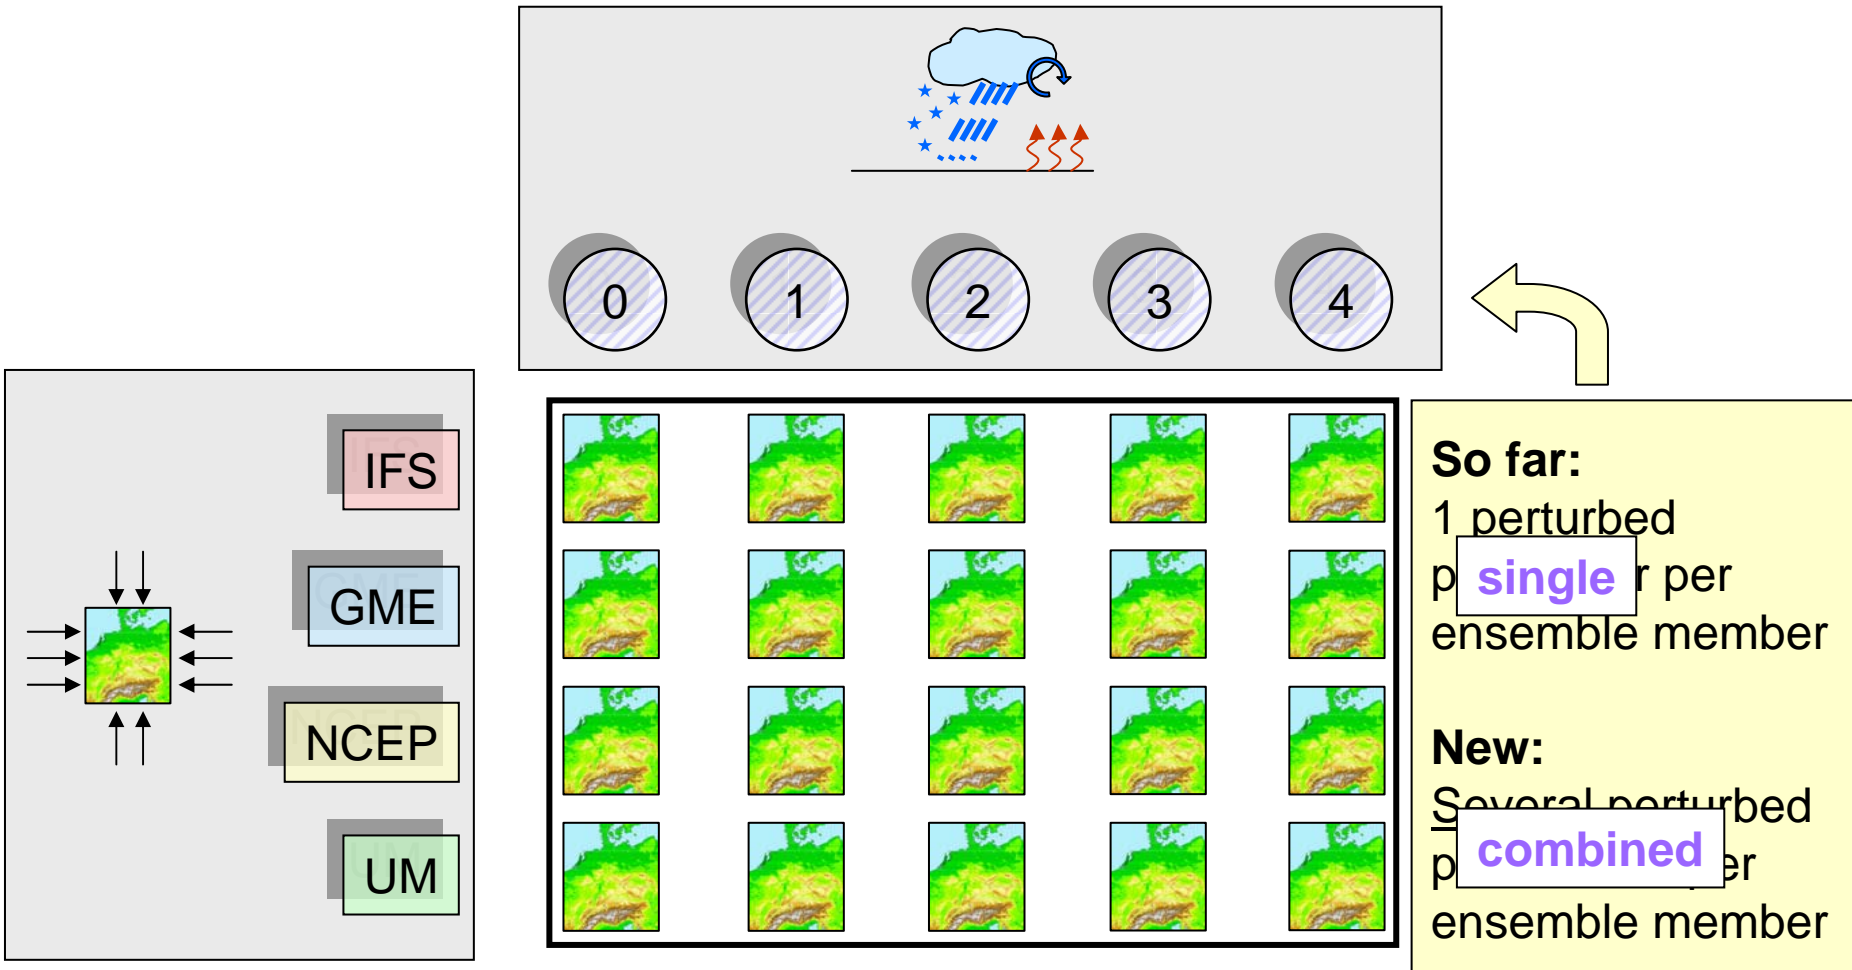 0 1 2 3 4
IFS
GME
NCEP
UM
So far:
1 perturbed
single per
ensemble member
New:
Several perturbed
combined
ensemble member